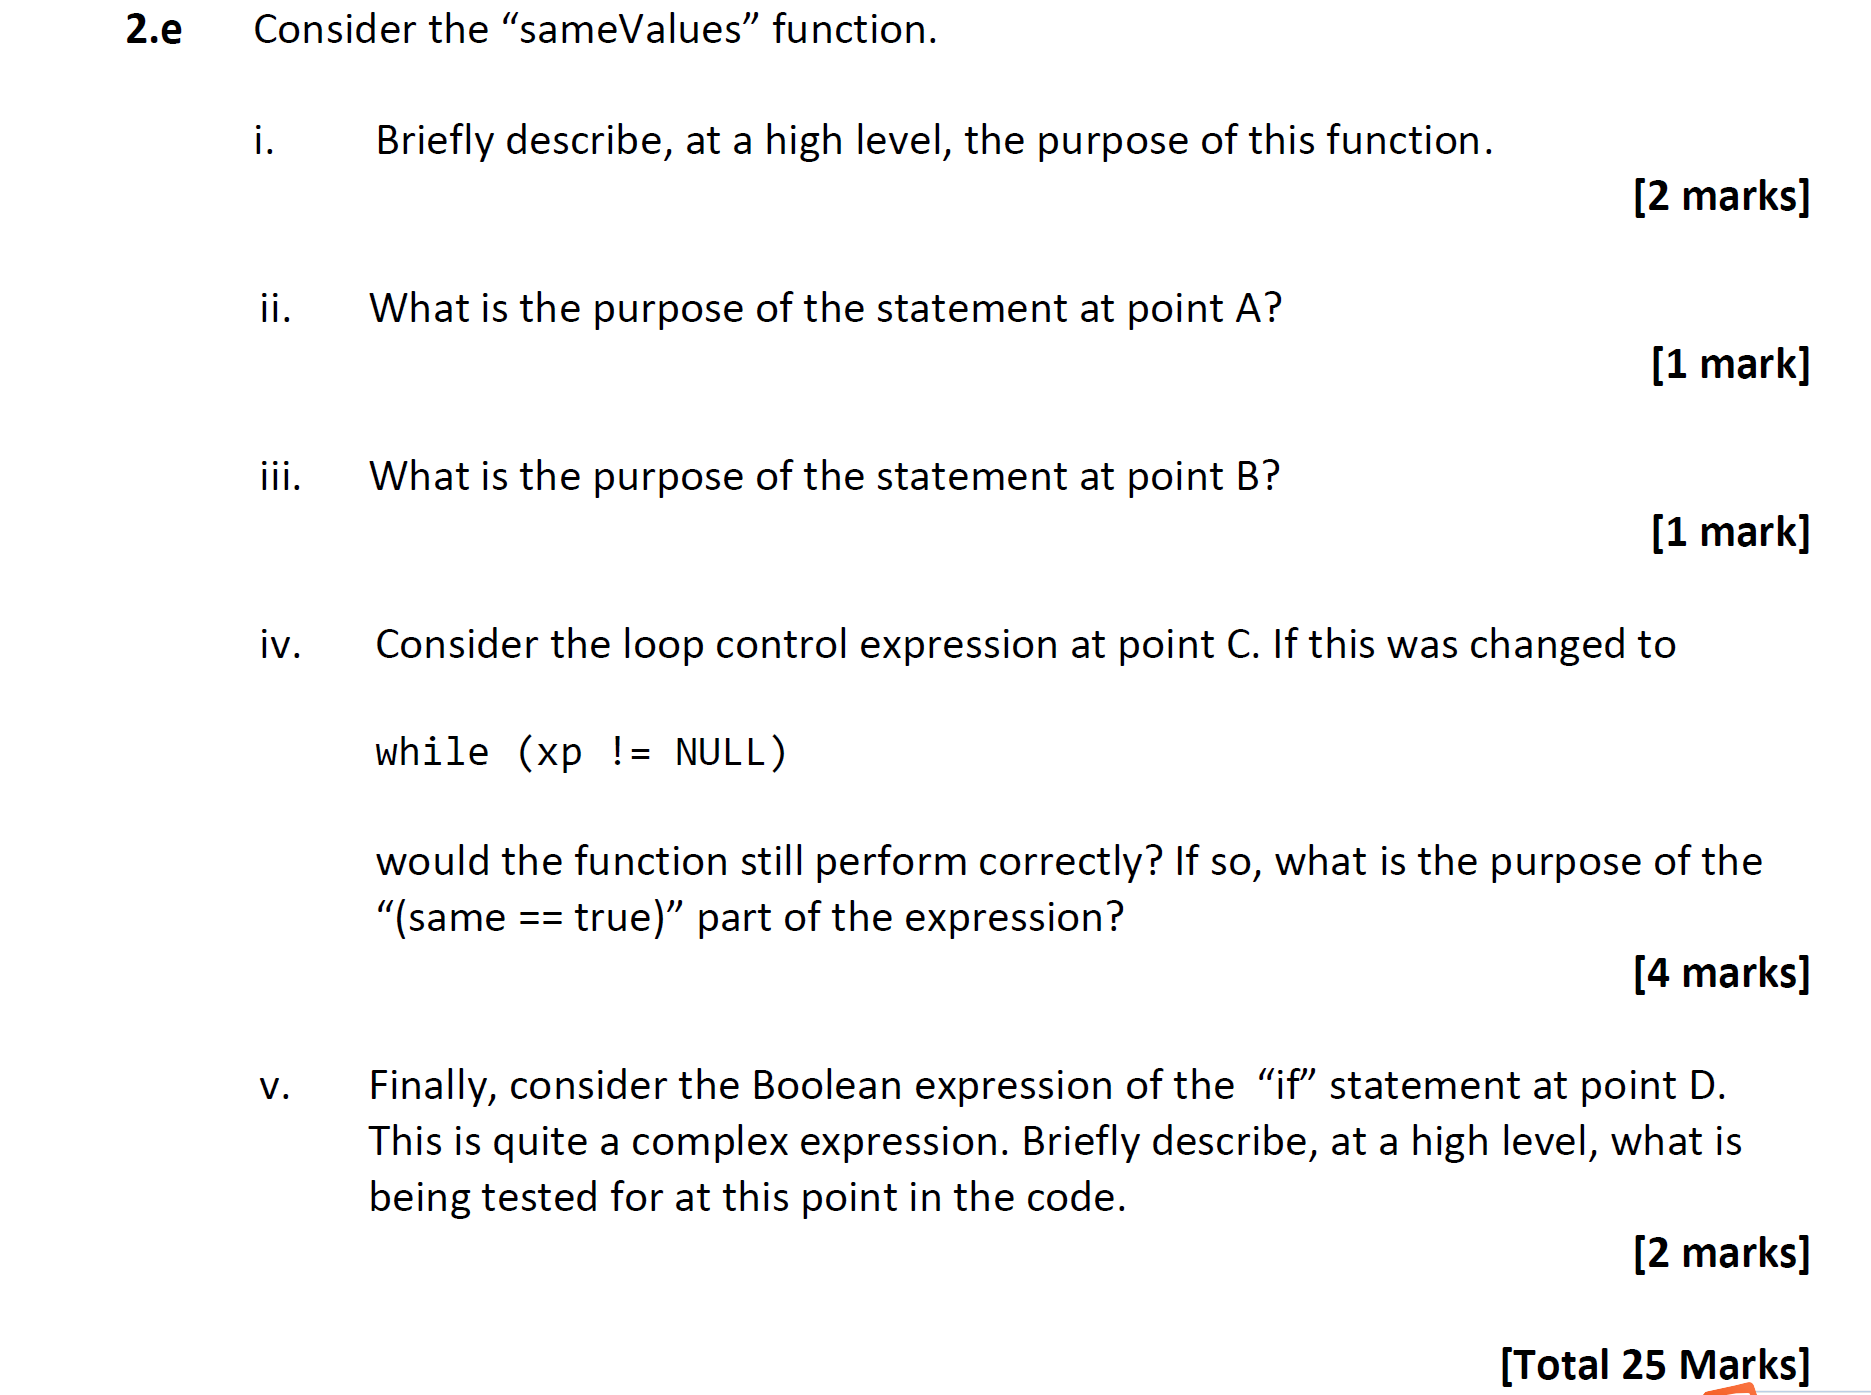 2.e Consider the “sameValues” function.
i. Briefly describe, at a high level, the purpose of this function.
[2 marks]
ii. What is the purpose of the statement at point A?
[1 mark]
iii. What is the purpose of the statement at point B?
[1 mark]
iv. Consider the loop control expression at point C. If this was changed to
while (xp != NULL)
would the function still perform correctly? If so, what is the purpose of the
“(same == true)” part of the expression?
[4 marks]
v. Finally, consider the Boolean expression of the “if” statement at point D.
This is quite a complex expression. Briefly describe, at a high level, what is
being tested for at this point in the code.
[2 marks]
[Total 25 Marks]